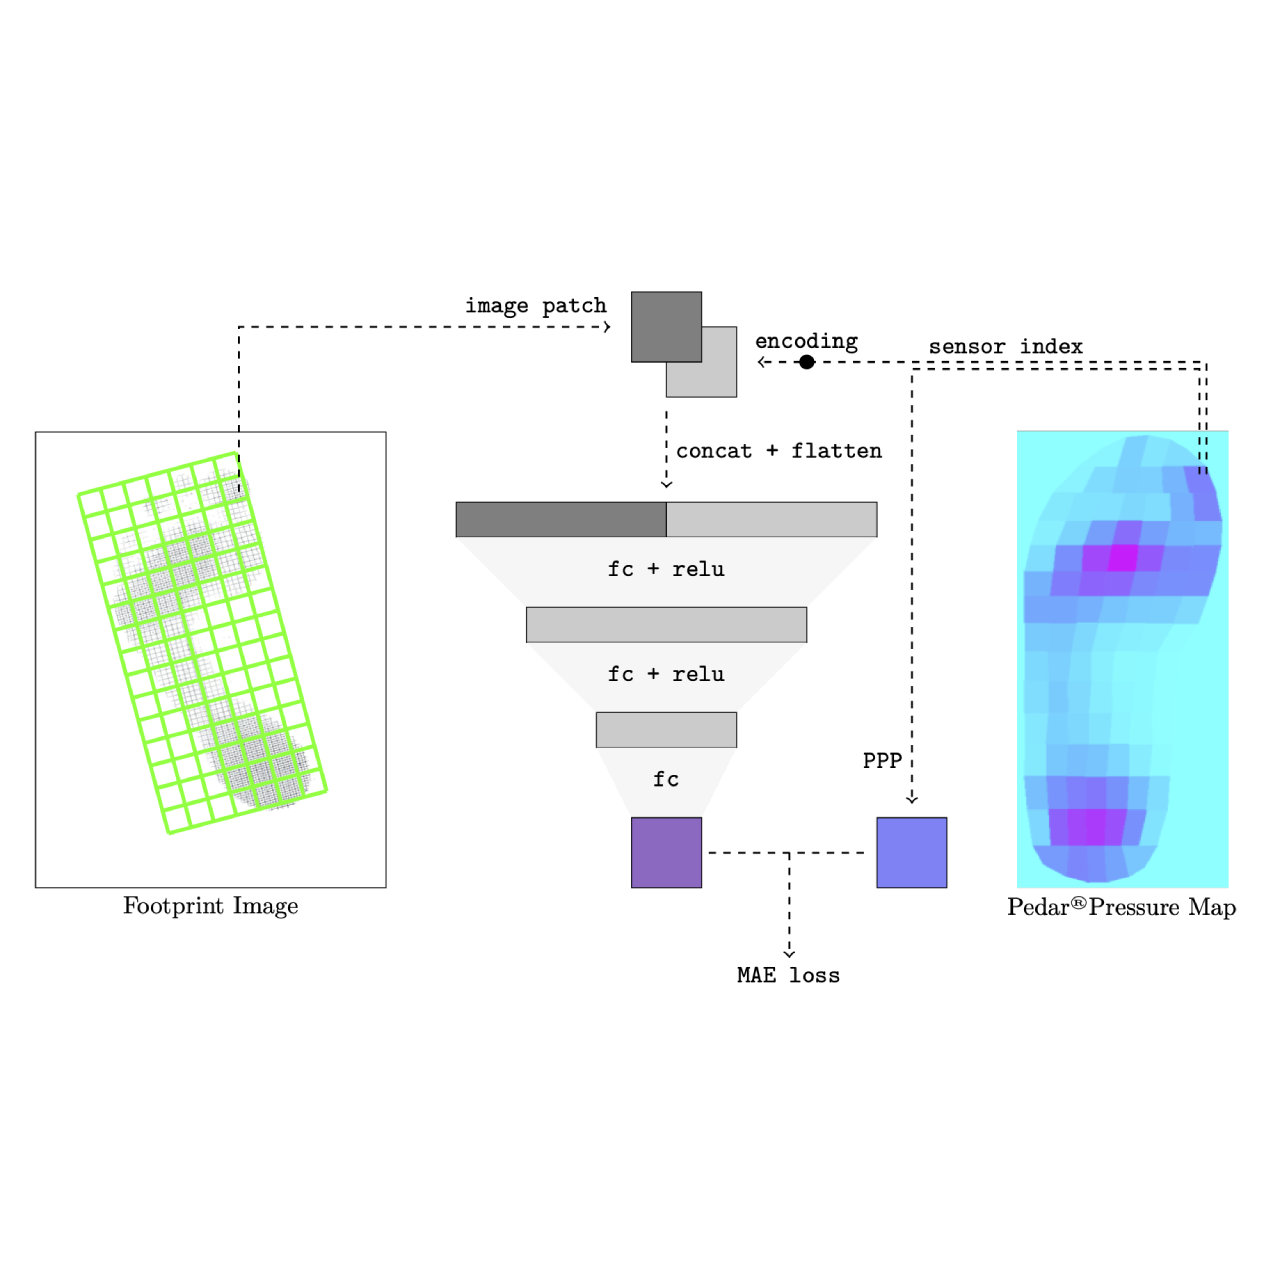 image patch
encoding
sensor index
concat + flatten
fc + relu
fc + relu
PPP
fc
Footprint Image
Pedar®Pressure Map
MAE loss